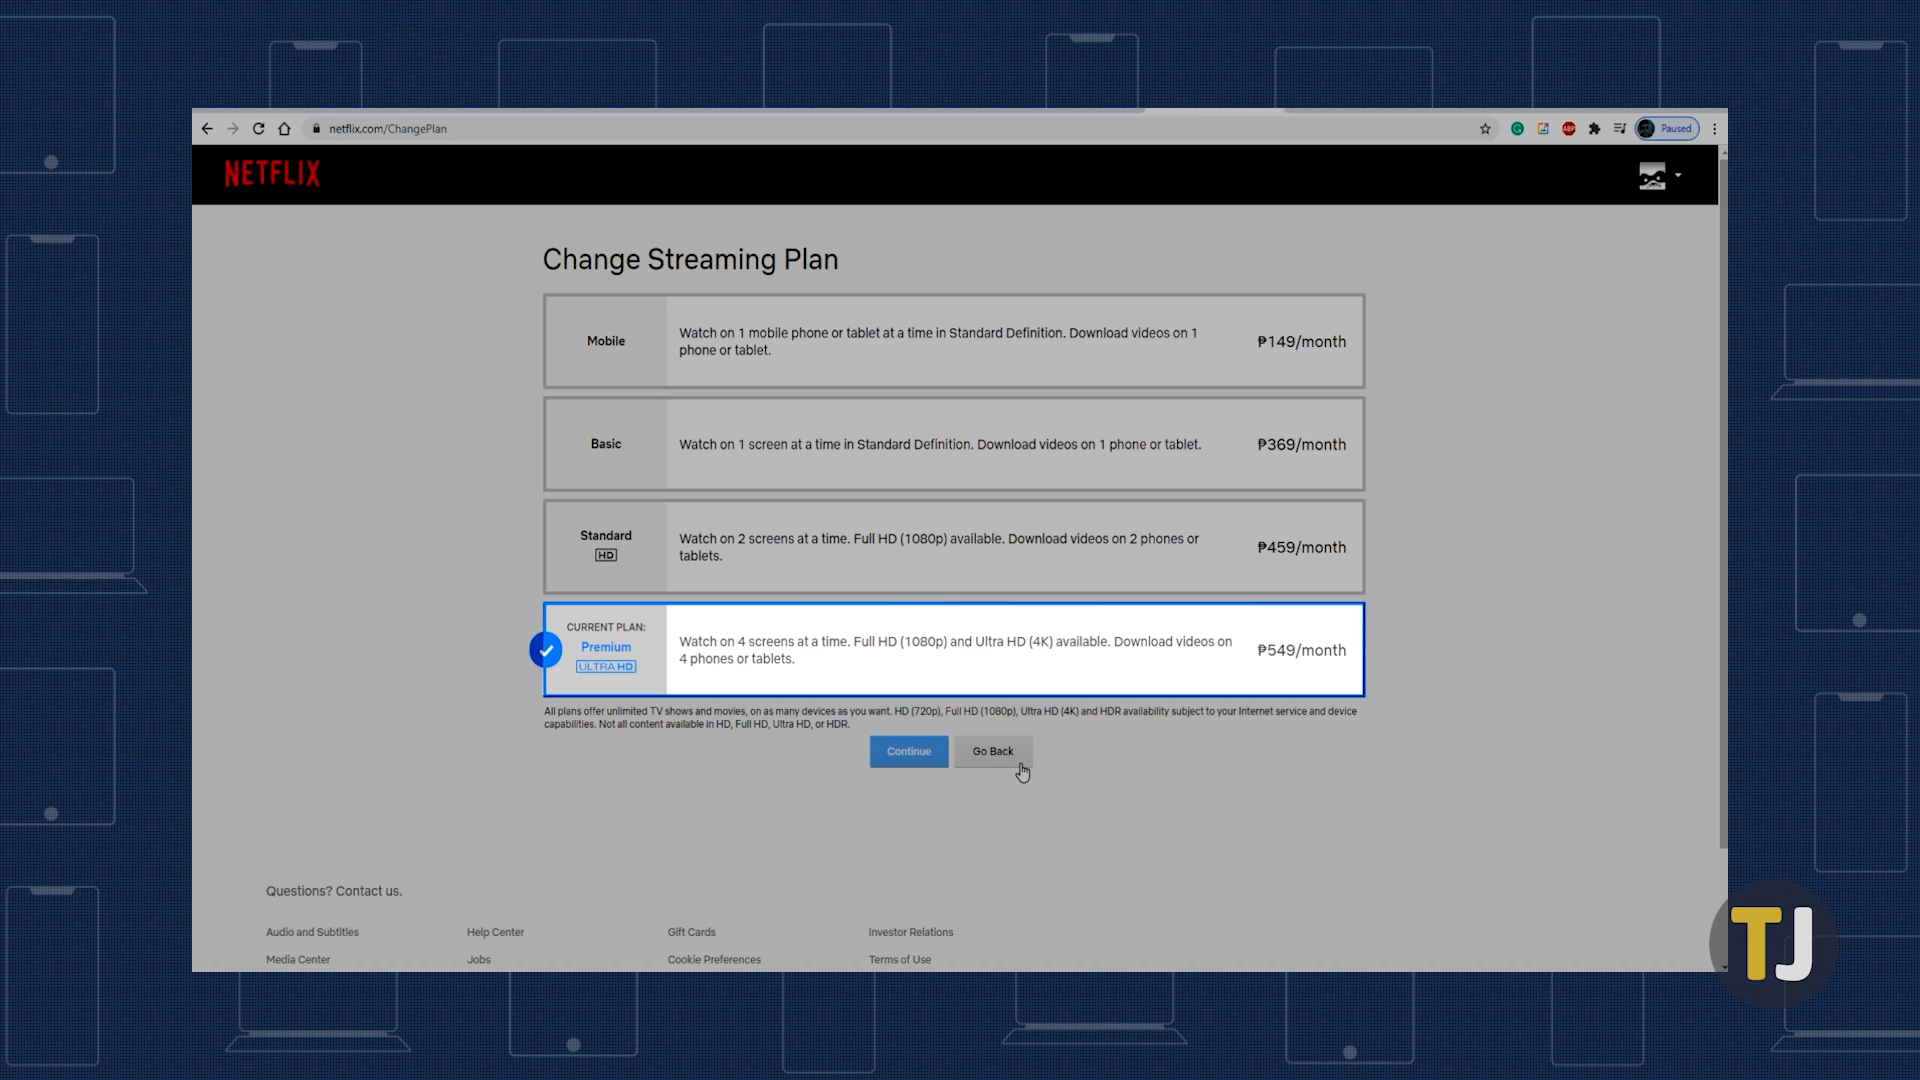 netflix.com/ChangePlan
ABP
Paused
NETFLIX
Change Streaming Plan
Mobile
Watch on 1 mobile phone or tablet at a time in Standard Definition. Download videos on 1
phone or tablet.
₱149/month
Basic
Watch on 1 screen at a time in Standard Definition. Download videos on 1 phone or tablet.
₱369/month
Standard
HD
Watch on 2 screens at a time. Full HD (1080p) available. Download videos on 2 phones or
tablets.
₱459/month
CURRENT PLAN:
Premium
ULTRA HD
Watch on 4 screens at a time. Full HD (1080p) and Ultra HD (4K) available. Download videos on
4 phones or tablets.
₱549/month
All plans offer unlimited TV shows and movies, on as many devices as you want. HD (720p), Full HD (1080p), Ultra HD (4K) and HDR availability subject to your Internet service and device
capabilities. Not all content available in HD, Full HD, Ultra HD, or HDR.
Continue
Go Back
Questions? Contact us.
Audio and Subtitles
Help Center
Gift Cards
Investor Relations
Media Center
Jobs
Cookie Preferences
Terms of Use
TJ